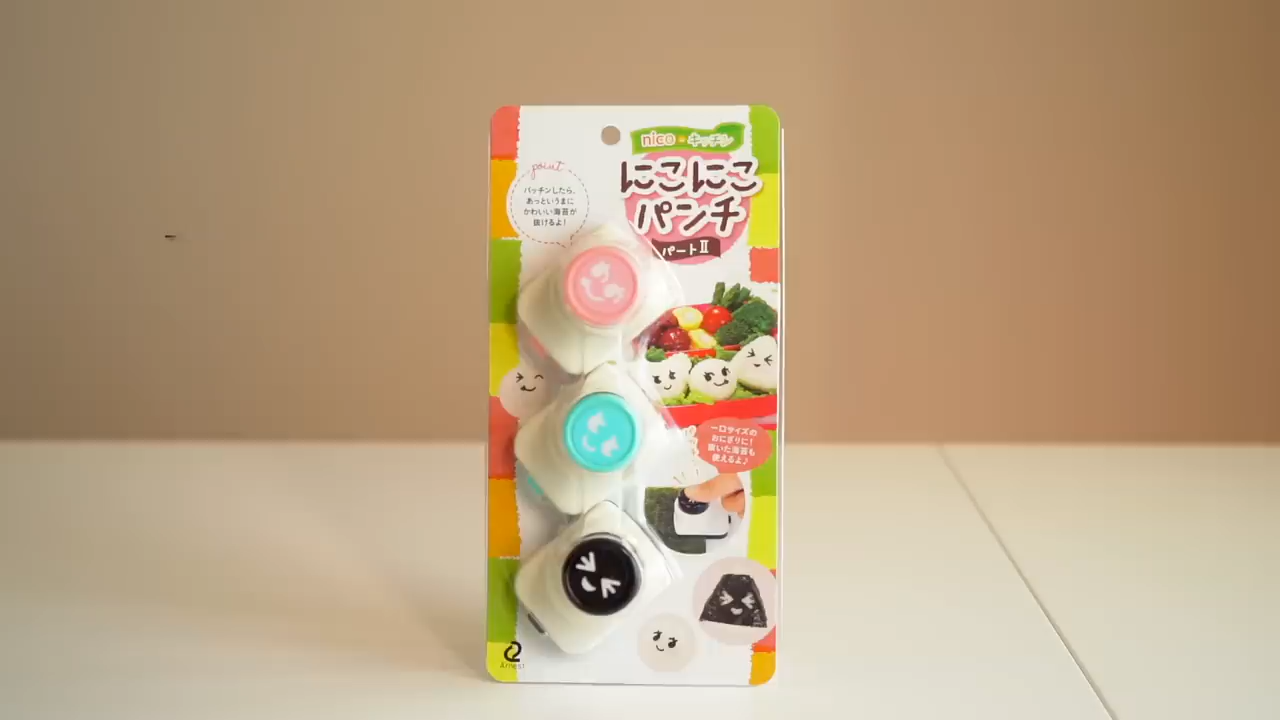 nico キッチン
にこにこ
パンチ
パートⅡ
point
パッチンしたら、
あっというまに
かわいい海苔が
抜けるよ!
一口サイズの
おにぎりに!
抜いた海苔も
使えるよ♪
Arnest